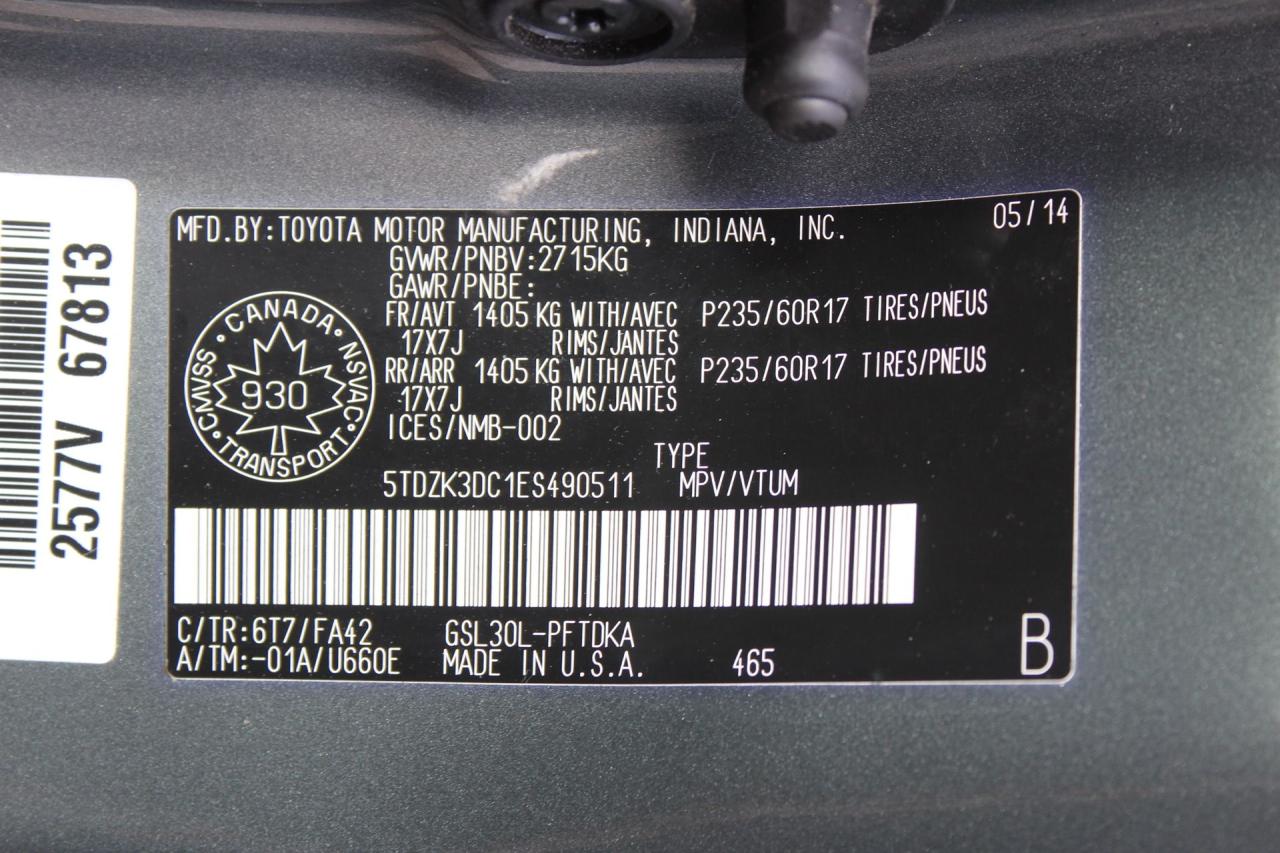 MFD.BY:TOYOTA MOTOR MANUFACTURING, INDIANA, INC. 05/14
GVWR/PNBV:2715KG
GAWR/PNBE:
FR/AVT 1405 KG WITH/AVEC P235/60R17 TIRES/PNEUS
17X7J RIMS/JANTES
RR/ARR 1405 KG WITH/AVEC P235/60R17 TIRES/PNEUS
17X7J RIMS/JANTES
ICES/NMB-002
CANADA • NSVAC • TRANSPORT • CMVSS •
930
TYPE
5TDZK3DC1ES490511 MPV/VTUM
C/TR:6T7/FA42 GSL30L-PFTDKA
A/TM:-01A/U660E MADE IN U.S.A. 465 B
2577V 67813